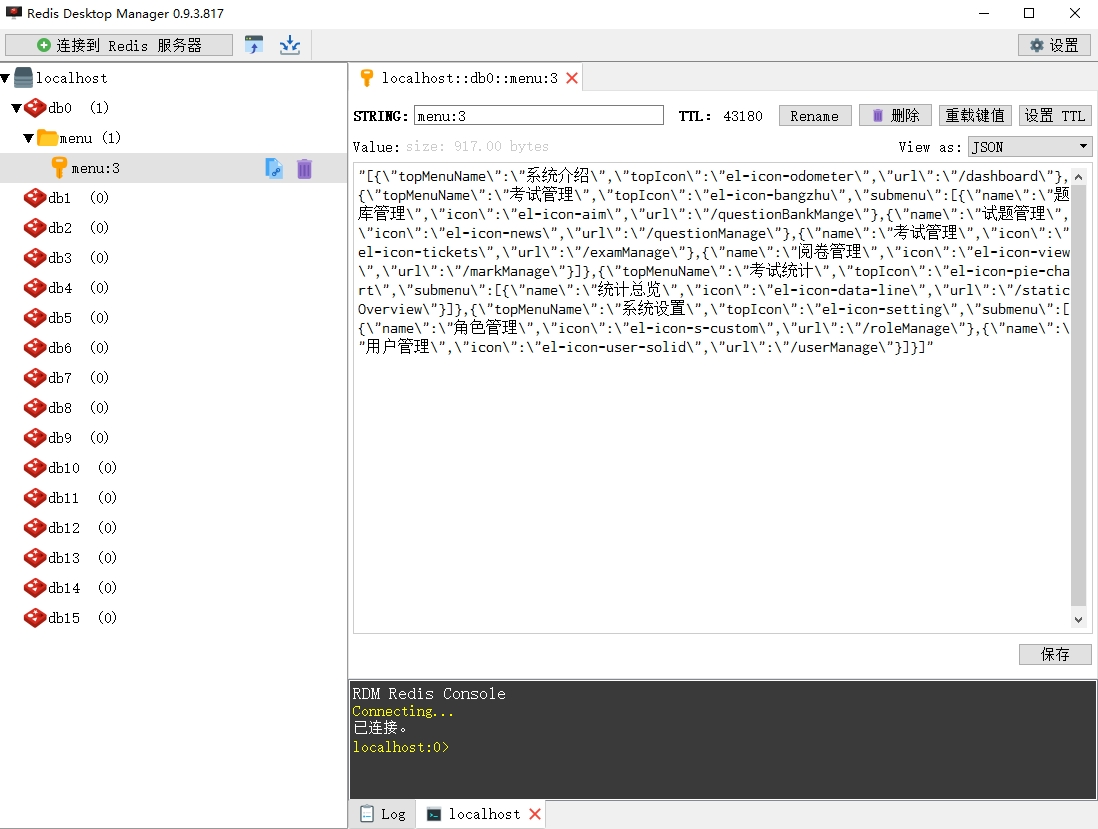 Redis Desktop Manager 0.9.3.817
连接到 Redis 服务器
设置
localhost
db0 (1)
menu (1)
menu:3
db1 (0)
db2 (0)
db3 (0)
db4 (0)
db5 (0)
db6 (0)
db7 (0)
db8 (0)
db9 (0)
db10 (0)
db11 (0)
db12 (0)
db13 (0)
db14 (0)
db15 (0)
localhost::db0::menu:3
STRING: menu:3 TTL: 43180 Rename 删除 重载键值 设置 TTL
Value: size: 917.00 bytes View as: JSON
"[{\"topMenuName\":\"系统介绍\",\"topIcon\":\"el-icon-odometer\",\"url\":\"/dashboard\"},
{\"topMenuName\":\"考试管理\",\"topIcon\":\"el-icon-bangzhu\",\"submenu\":[{\"name\":\"题
库管理\",\"icon\":\"el-icon-aim\",\"url\":\"/questionBankMange\"},{\"name\":\"试题管理\",
\"icon\":\"el-icon-news\",\"url\":\"/questionManage\"},{\"name\":\"考试管理\",\"icon\":\"
el-icon-tickets\",\"url\":\"/examManage\"},{\"name\":\"阅卷管理\",\"icon\":\"el-icon-view
\",\"url\":\"/markManage\"}]},{\"topMenuName\":\"考试统计\",\"topIcon\":\"el-icon-pie-cha
rt\",\"submenu\":[{\"name\":\"统计总览\",\"icon\":\"el-icon-data-line\",\"url\":\"/static
Overview\"}]},{\"topMenuName\":\"系统设置\",\"topIcon\":\"el-icon-setting\",\"submenu\":[
{\"name\":\"角色管理\",\"icon\":\"el-icon-s-custom\",\"url\":\"/roleManage\"},{\"name\":\
"用户管理\",\"icon\":\"el-icon-user-solid\",\"url\":\"/userManage\"}]}]"
保存
RDM Redis Console
Connecting...
已连接。
localhost:0>
Log
localhost